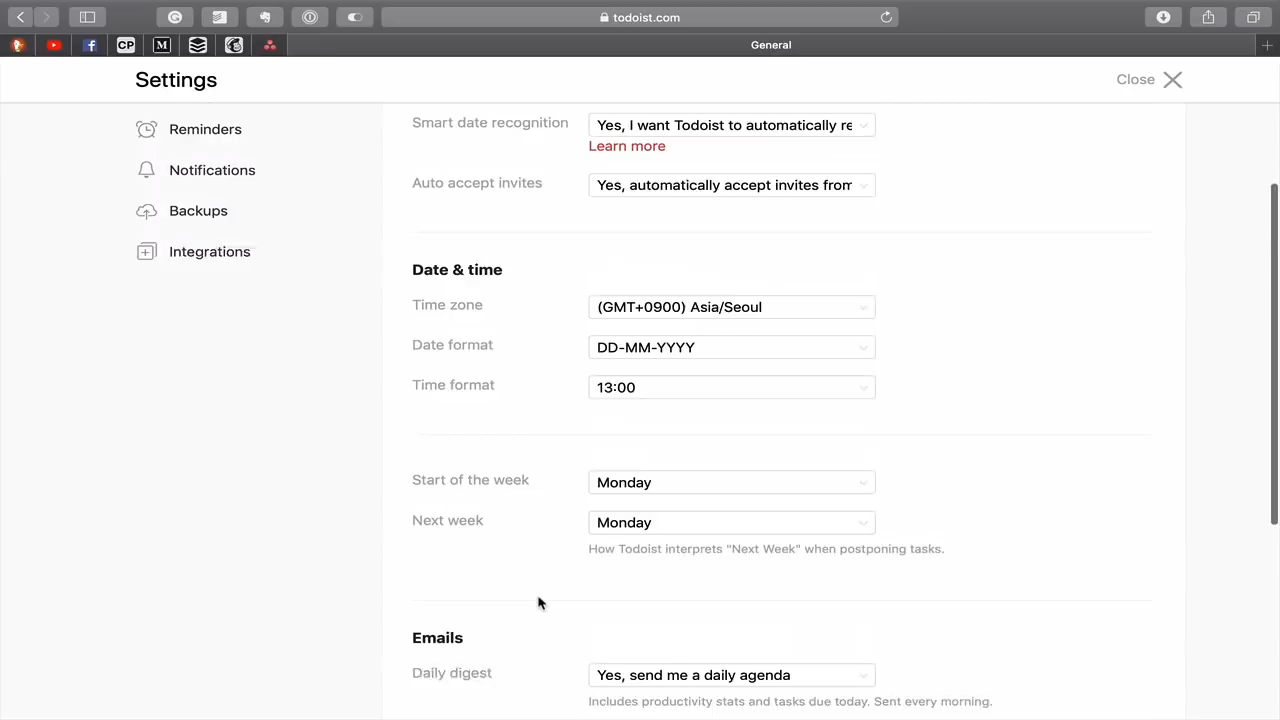 todoist.com
CP
M
General
Settings
Close
Reminders
Notifications
Backups
Integrations
Smart date recognition
Yes, I want Todoist to automatically re
Learn more
Auto accept invites
Yes, automatically accept invites from
Date & time
Time zone
(GMT+0900) Asia/Seoul
Date format
DD-MM-YYYY
Time format
13:00
Start of the week
Monday
Next week
Monday
How Todoist interprets "Next Week" when postponing tasks.
Emails
Daily digest
Yes, send me a daily agenda
Includes productivity stats and tasks due today. Sent every morning.